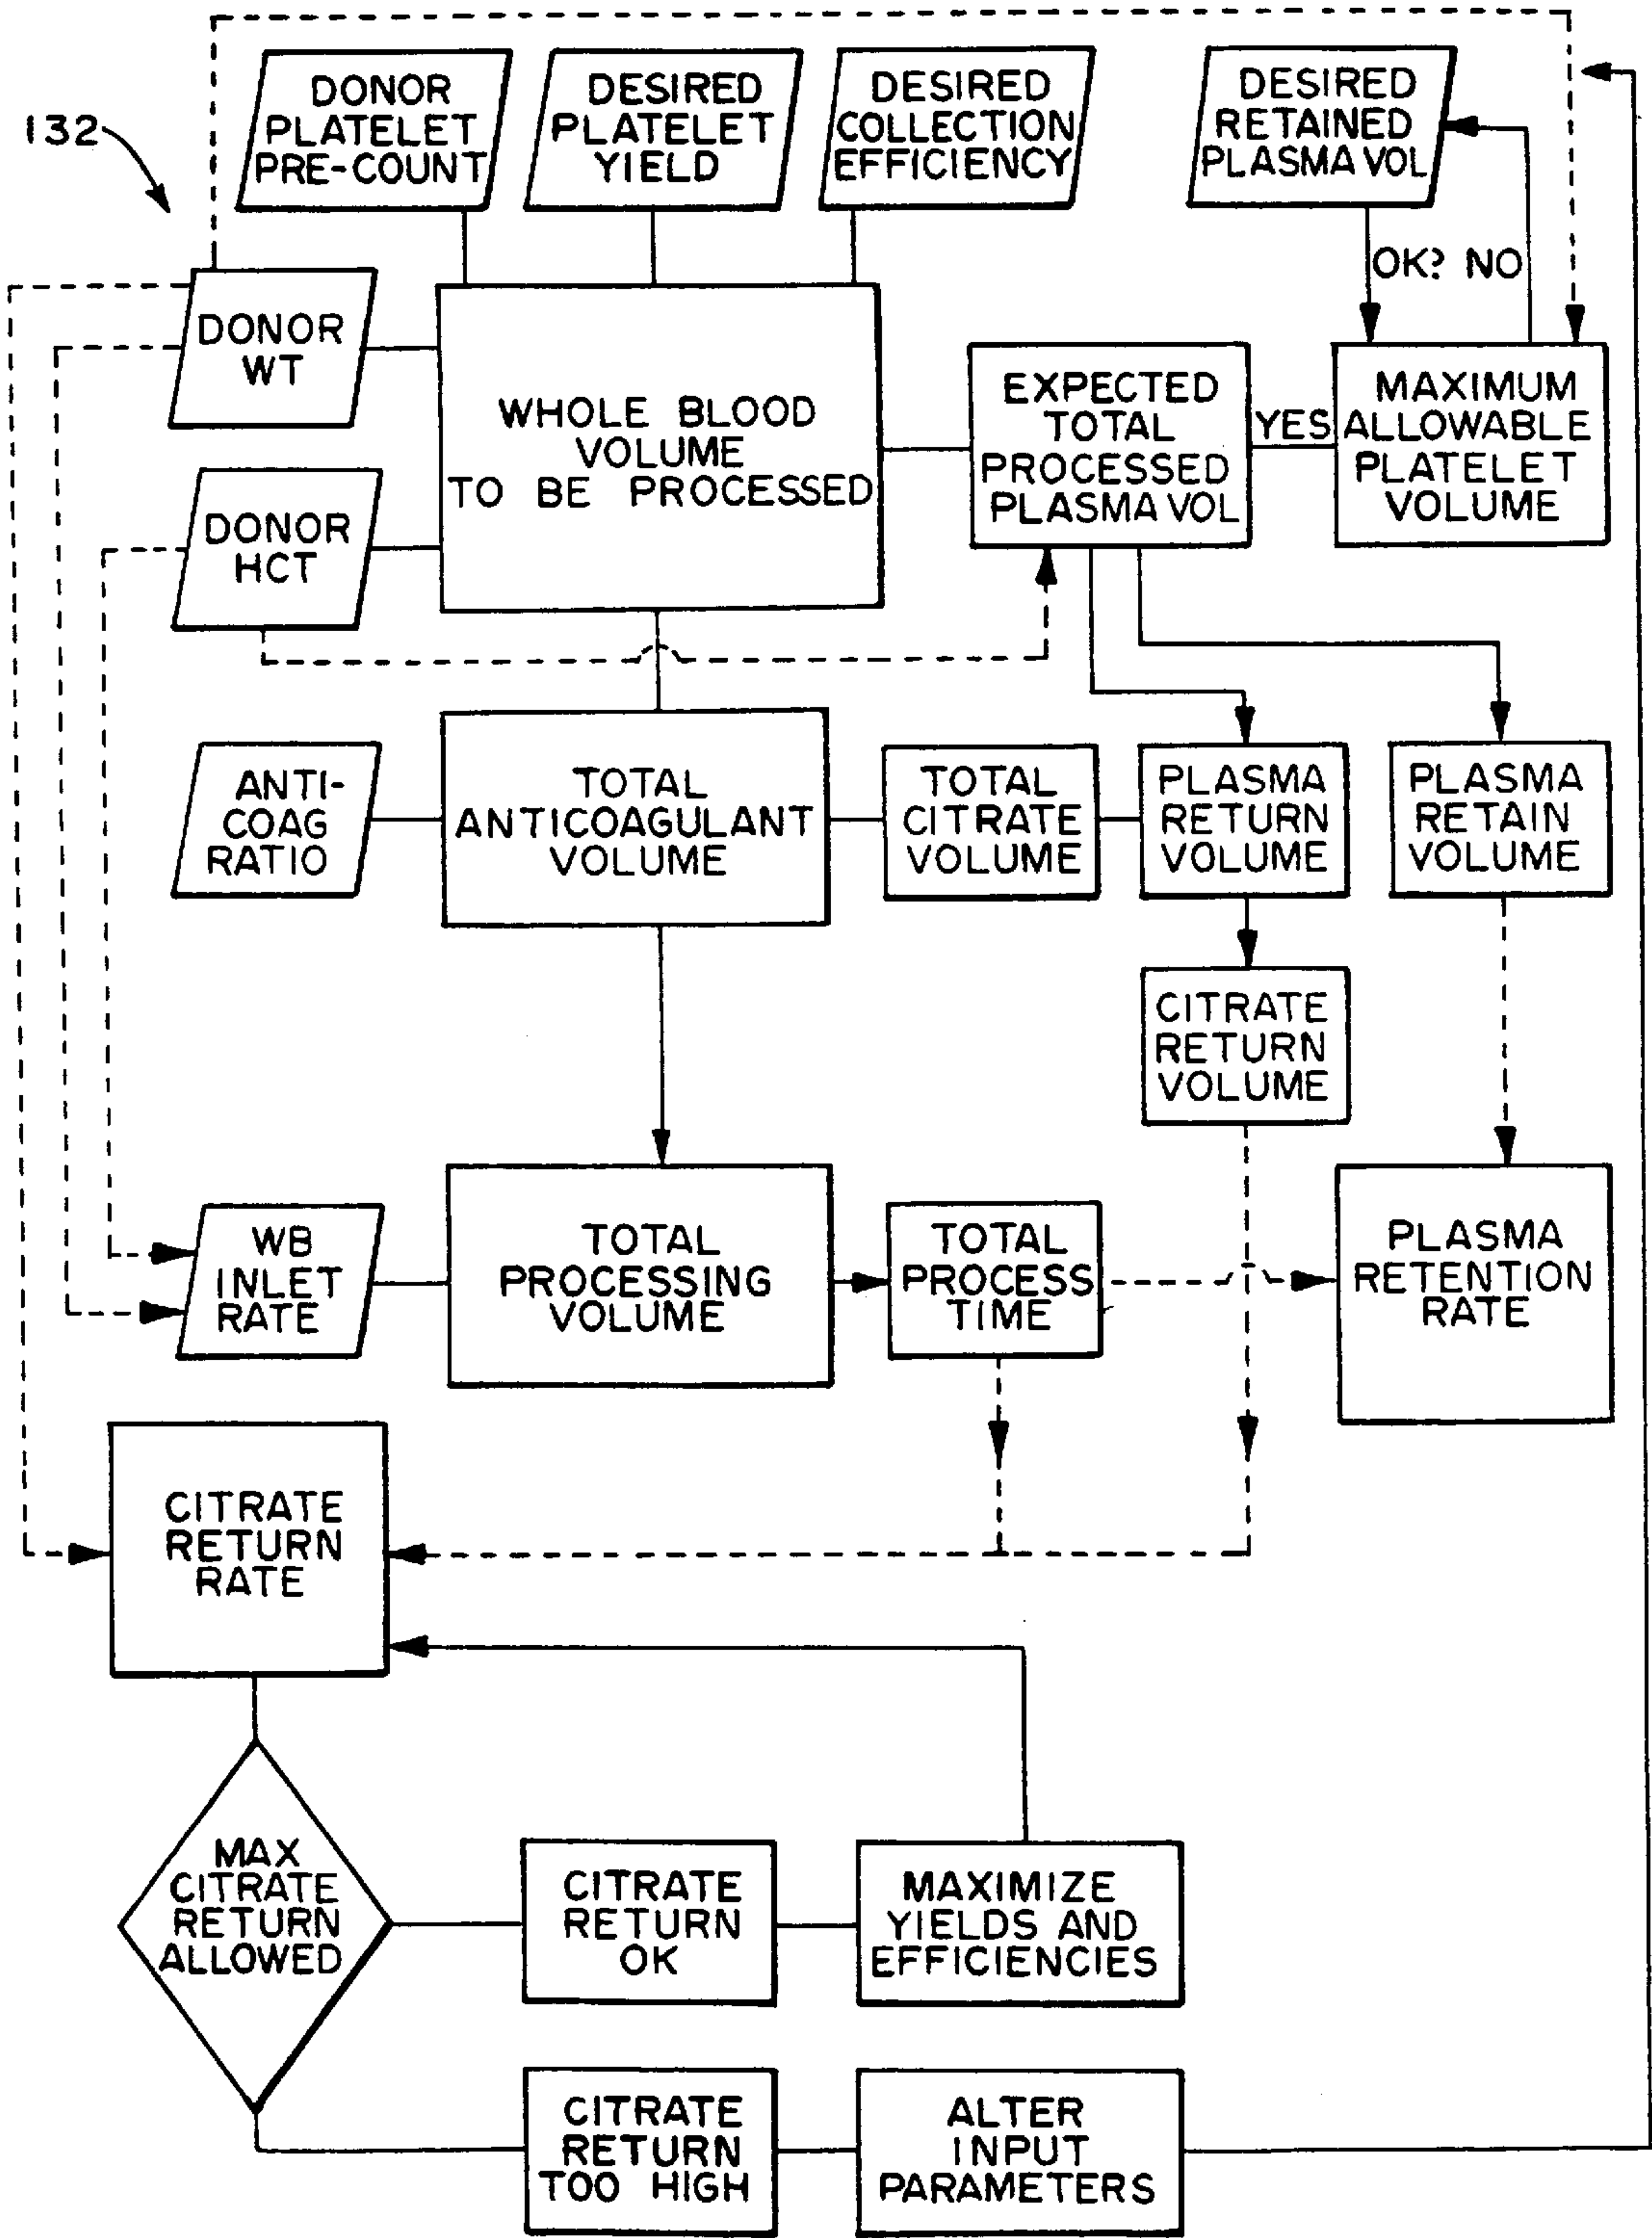 132
DONOR
PLATELET
PRE-COUNT
DESIRED
PLATELET
YIELD
DESIRED
COLLECTION
EFFICIENCY
DESIRED
RETAINED
PLASMA VOL
OK? NO
DONOR
WT
WHOLE BLOOD
VOLUME
TO BE PROCESSED
EXPECTED
TOTAL
PROCESSED
PLASMA VOL
YES
MAXIMUM
ALLOWABLE
PLATELET
VOLUME
DONOR
HCT
ANTI-
COAG
RATIO
TOTAL
ANTICOAGULANT
VOLUME
TOTAL
CITRATE
VOLUME
PLASMA
RETURN
VOLUME
PLASMA
RETAIN
VOLUME
CITRATE
RETURN
VOLUME
WB
INLET
RATE
TOTAL
PROCESSING
VOLUME
TOTAL
PROCESS
TIME
PLASMA
RETENTION
RATE
CITRATE
RETURN
RATE
MAX
CITRATE
RETURN
ALLOWED
CITRATE
RETURN
OK
MAXIMIZE
YIELDS AND
EFFICIENCIES
CITRATE
RETURN
TOO HIGH
ALTER
INPUT
PARAMETERS